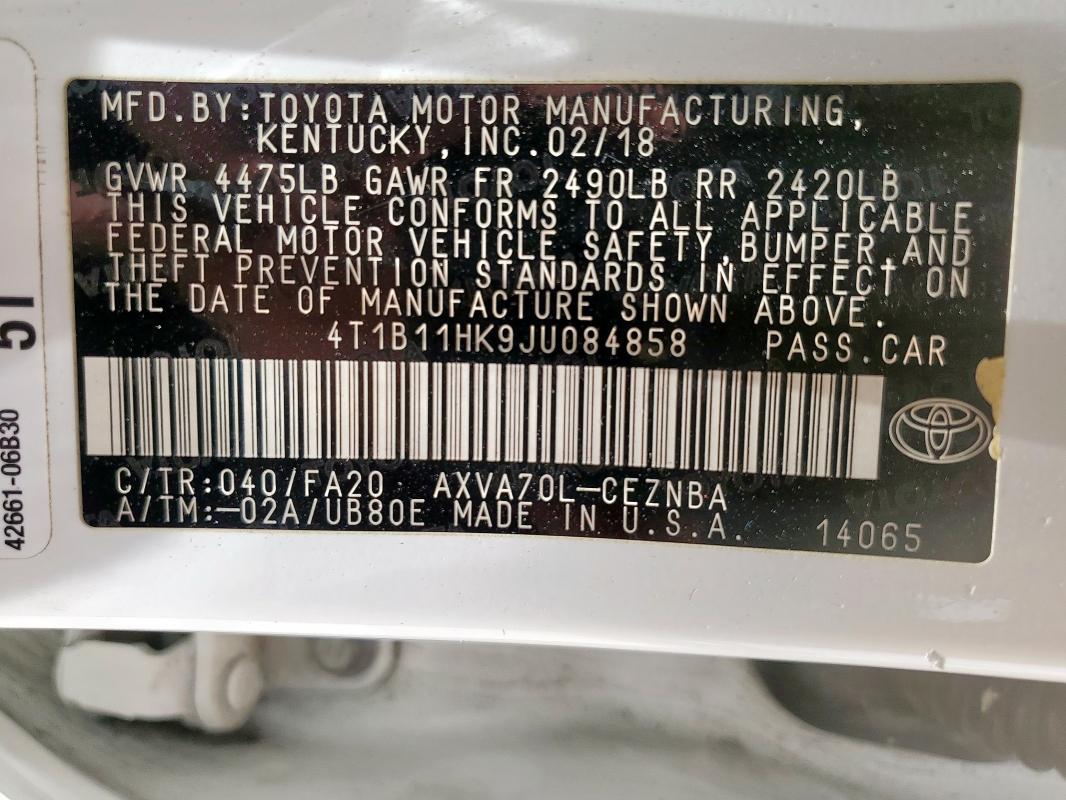 MFD.BY:TOYOTA MOTOR MANUFACTURING,
KENTUCKY,INC.02/18
GVWR 4475LB GAWR FR 2490LB RR 2420LB
THIS VEHICLE CONFORMS TO ALL APPLICABLE
FEDERAL MOTOR VEHICLE SAFETY,BUMPER,AND
THEFT PREVENTION STANDARDS IN EFFECT ON
THE DATE OF MANUFACTURE SHOWN ABOVE.
4T1B11HK9JU084858 PASS.CAR
C/TR:040/FA20 AXVA70L-CEZNBA
A/TM:-02A/UB80E MADE IN U.S.A. 14065
42661-06B30